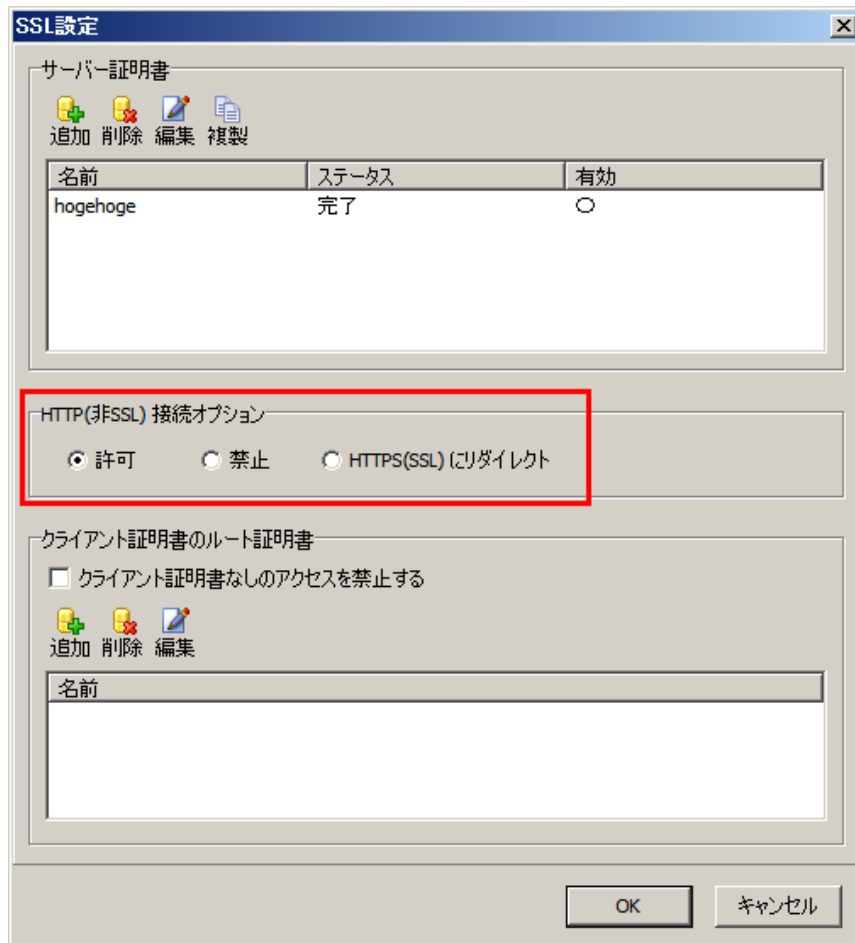 SSL設定
サーバー証明書
追加 削除 編集 複製
名前 ステータス 有効
hogehoge 完了 ○
HTTP(非SSL) 接続オプション
許可 禁止 HTTPS(SSL) にリダイレクト
クライアント証明書のルート証明書
クライアント証明書なしのアクセスを禁止する
追加 削除 編集
名前
OK キャンセル